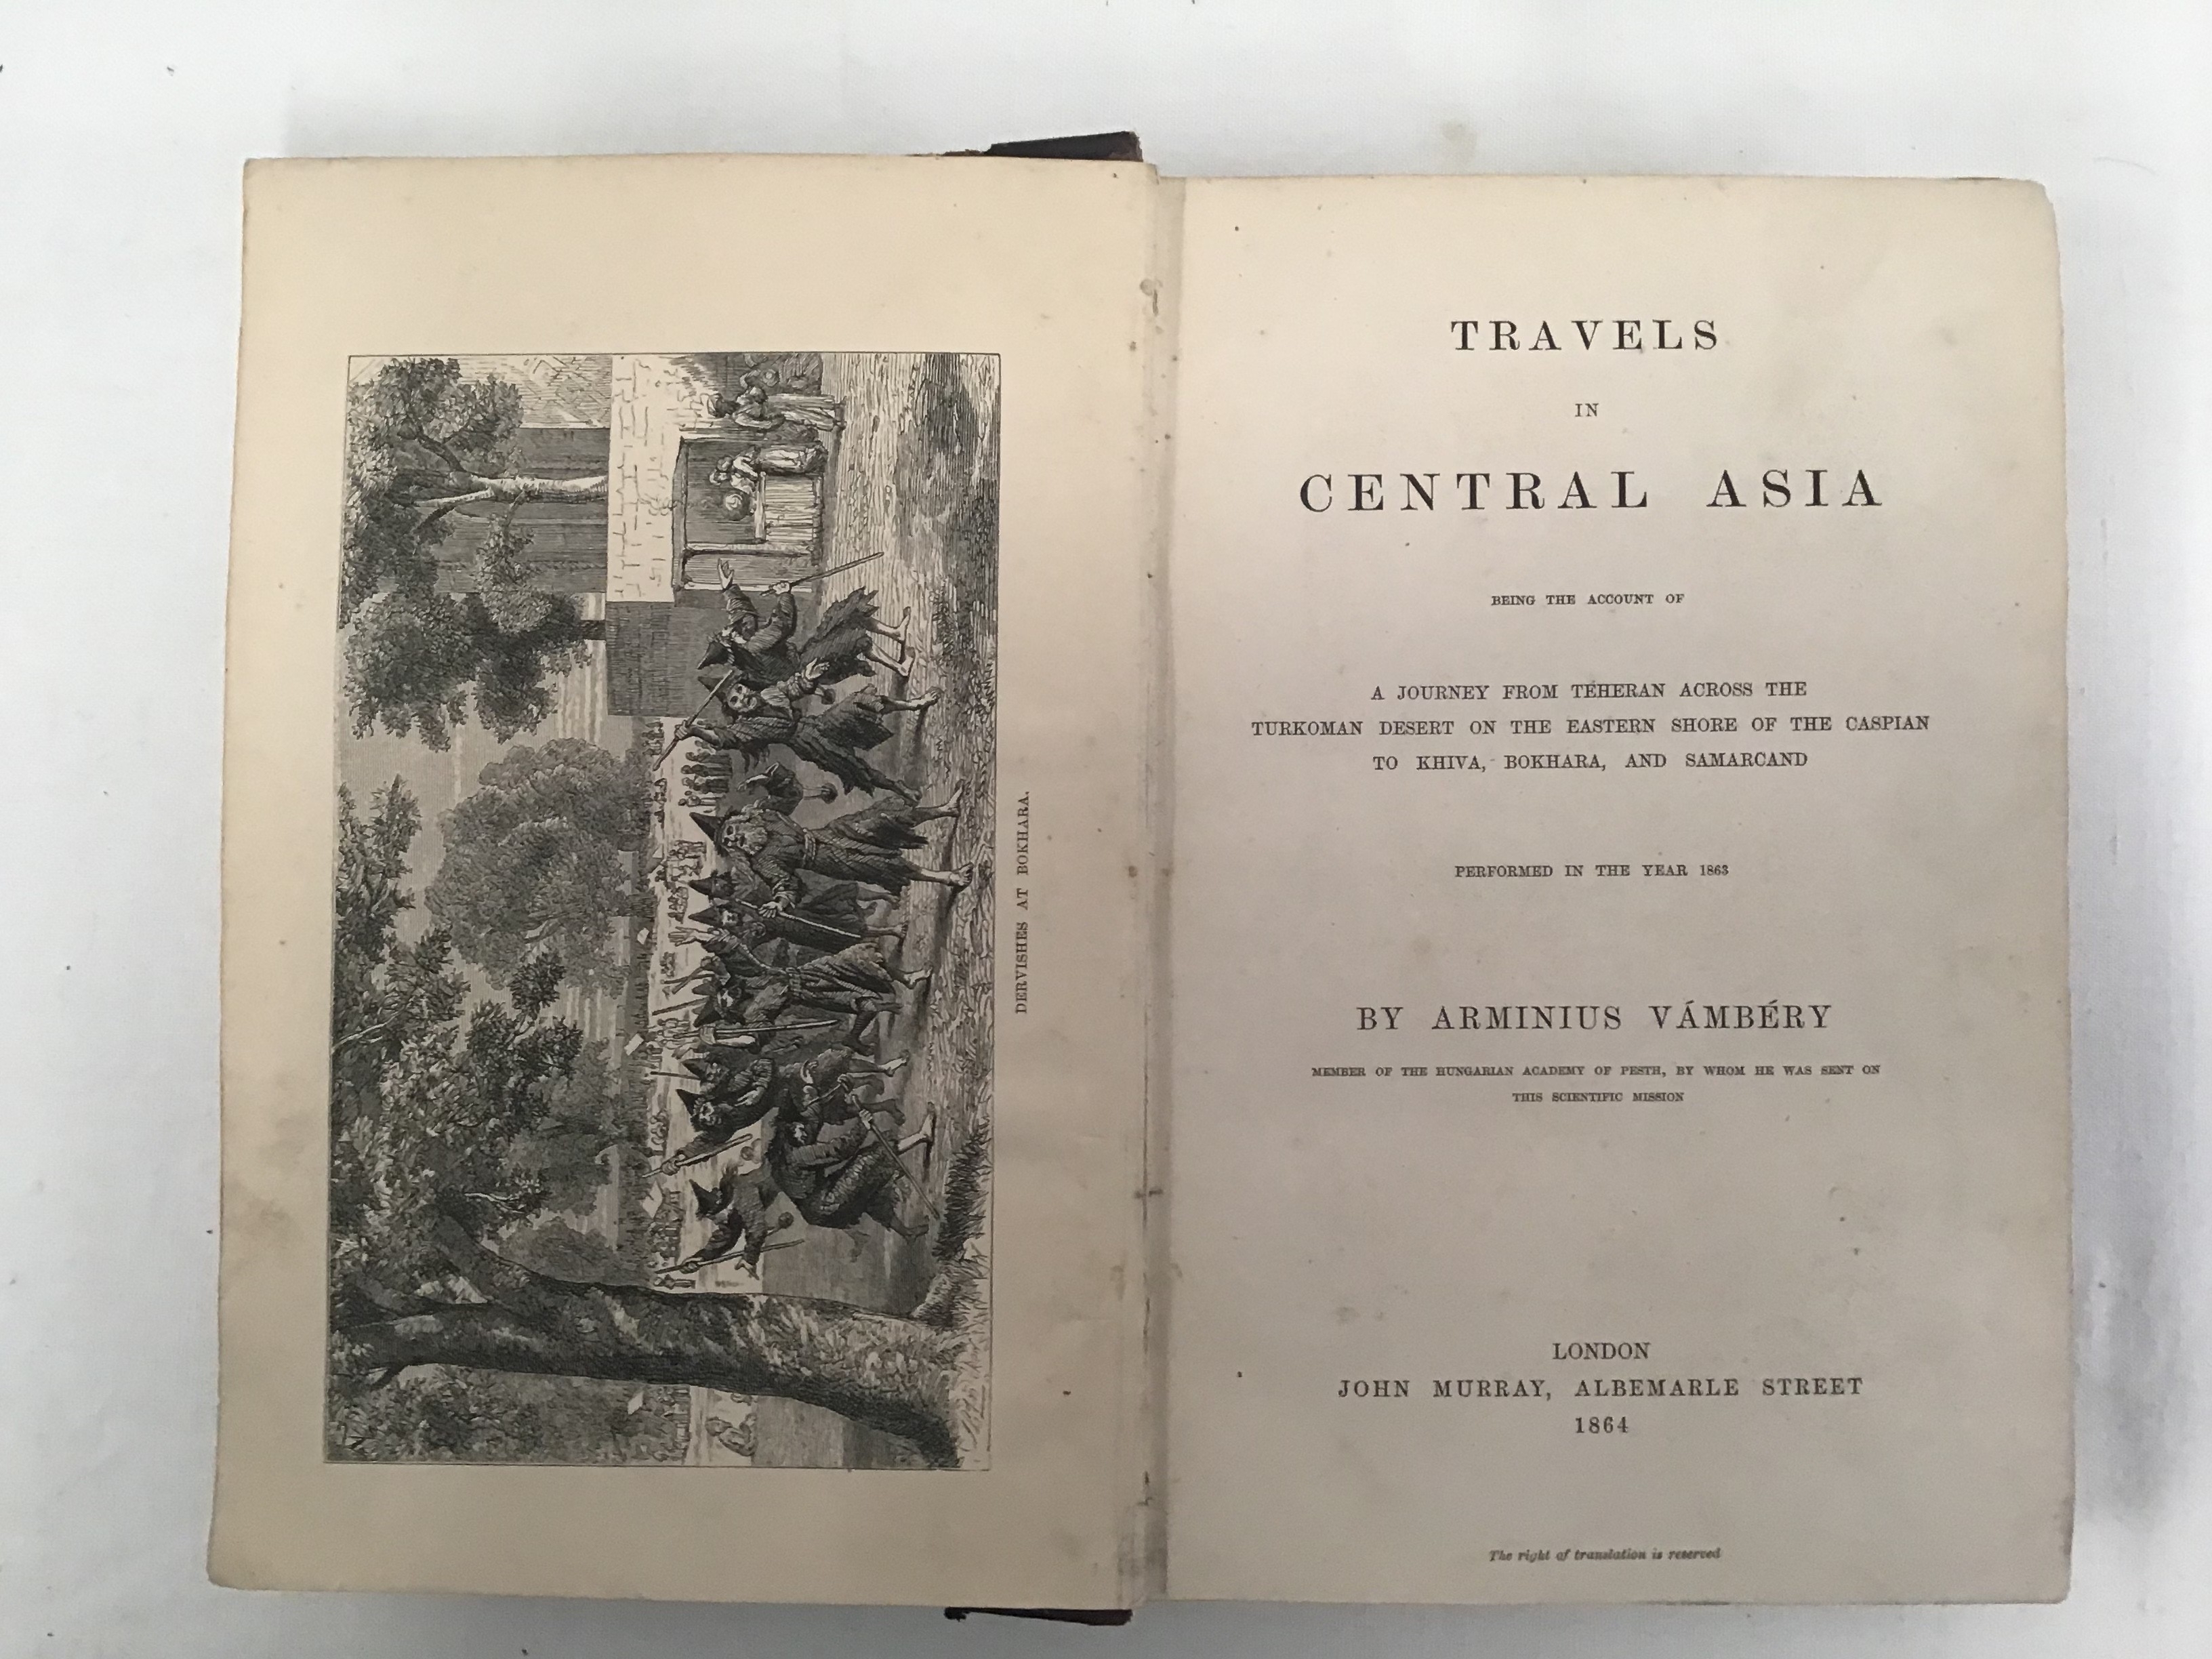 DERVISHES AT BOKHARA.
TRAVELS
IN
CENTRAL ASIA
BEING THE ACCOUNT OF
A JOURNEY FROM TEHERAN ACROSS THE
TURKOMAN DESERT ON THE EASTERN SHORE OF THE CASPIAN
TO KHIVA, BOKHARA, AND SAMARCAND
PERFORMED IN THE YEAR 1863
BY ARMINIUS VÁMBÉRY
MEMBER OF THE HUNGARIAN ACADEMY OF PESTH, BY WHOM HE WAS SENT ON
THIS SCIENTIFIC MISSION
LONDON
JOHN MURRAY, ALBEMARLE STREET
1864
The right of translation is reserved